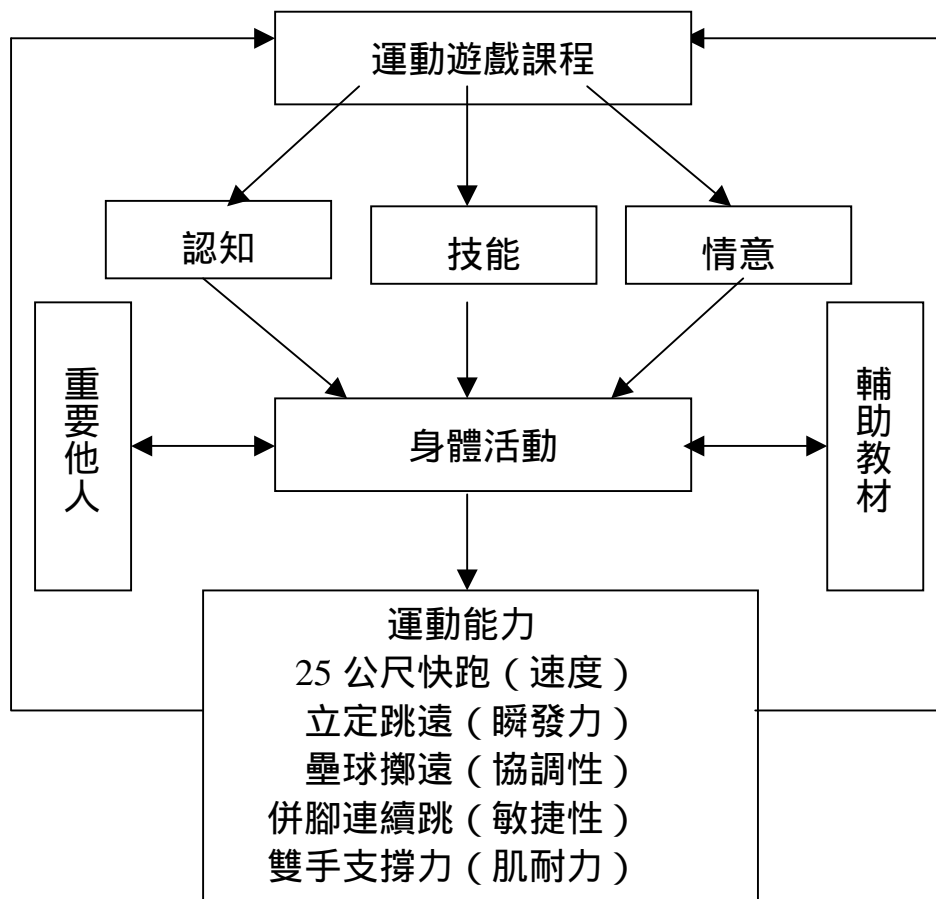 運動遊戲課程
認知
技能
情意
重要他人
身體活動
輔助教材
運動能力
25 公尺快跑（速度）
立定跳遠（瞬發力）
壘球擲遠（協調性）
併腳連續跳（敏捷性）
雙手支撐力（肌耐力）